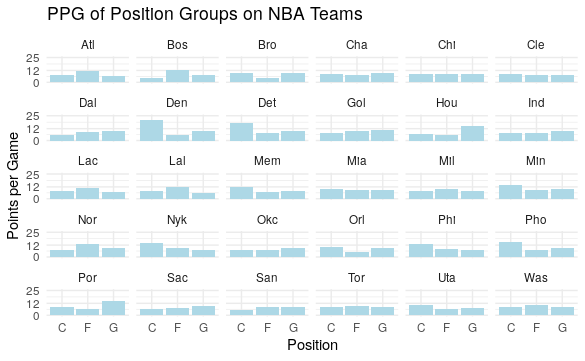 PPG of Position Groups on NBA Teams
Atl Bos Bro Cha Chi Cle
25
12
0
Dal Den Det Gol Hou Ind
25
12
0
Lac Lal Mem Mia Mil Min
25
12
0
Nor Nyk Okc Orl Phi Pho
25
12
0
Por Sac San Tor Uta Was
25
12
0
C F G C F G C F G C F G C F G C F G
Position
Points per Game